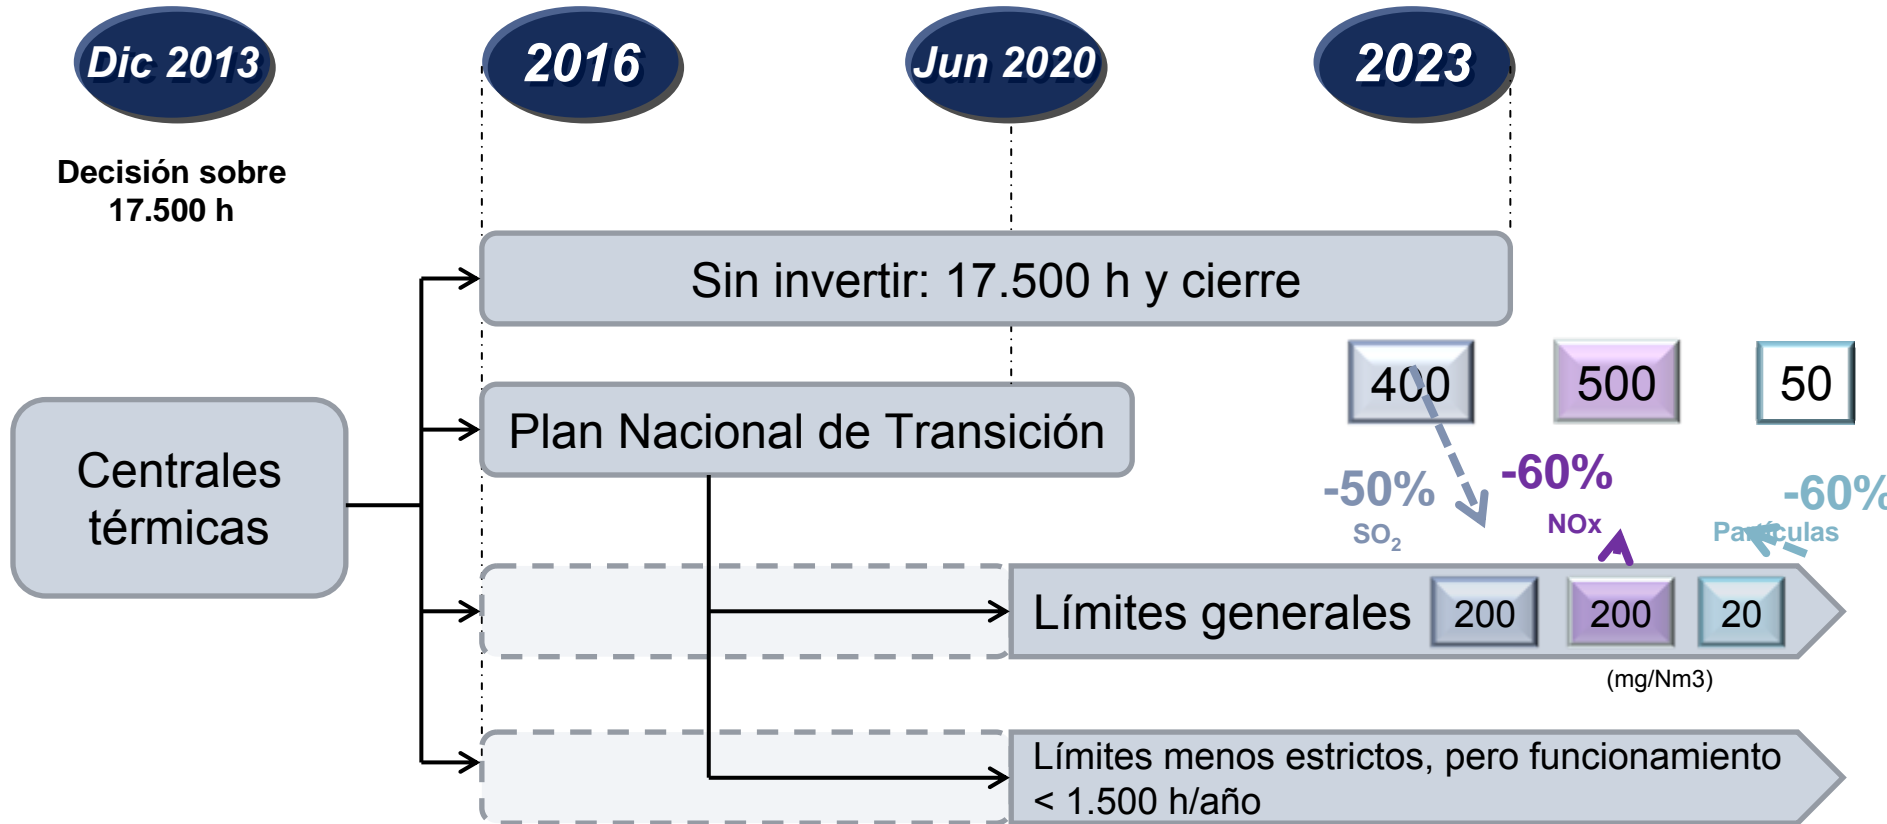 Dic 2013
2016
Jun 2020
2023
Decisión sobre
17.500 h
Sin invertir: 17.500 h y cierre
400
500
50
Plan Nacional de Transición
Centrales
térmicas
-50%
SO2
-60%
NOx
-60%
Partículas
Límites generales
200
200
20
(mg/Nm3)
Límites menos estrictos, pero funcionamiento
< 1.500 h/año